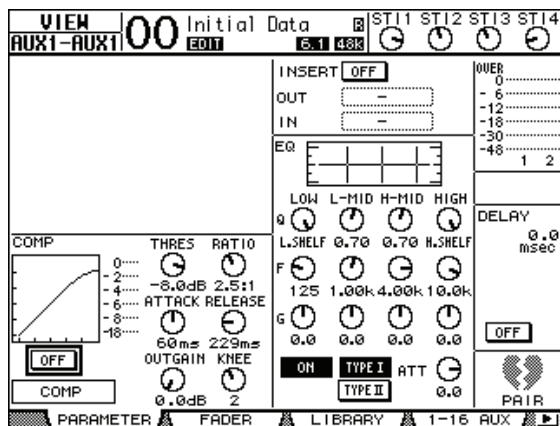 VIEW
AUX1-AUX1
00 Initial Data
EDIT
6.1 48k
STI1 STI2 STI3 STI4
INSERT OFF
OUT -
IN -
OVER
0
- 6
-12
-18
-30
-48
1 2
EQ
LOW L-MID H-MID HIGH
Q
L.SHELF 0.70 0.70 H.SHELF
F
125 1.00k 4.00k 10.0k
G
0.0 0.0 0.0 0.0
ON TYPE I ATT
TYPE II 0.0
DELAY
0.0
msec
OFF
PAIR
COMP
0
- 2
- 4
- 6
- 8
-18
OFF
COMP
THRES RATIO
-8.0dB 2.5:1
ATTACK RELEASE
60ms 229ms
OUTGAIN KNEE
0.0dB 2
PARAMETER FADER LIBRARY 1-16 AUX